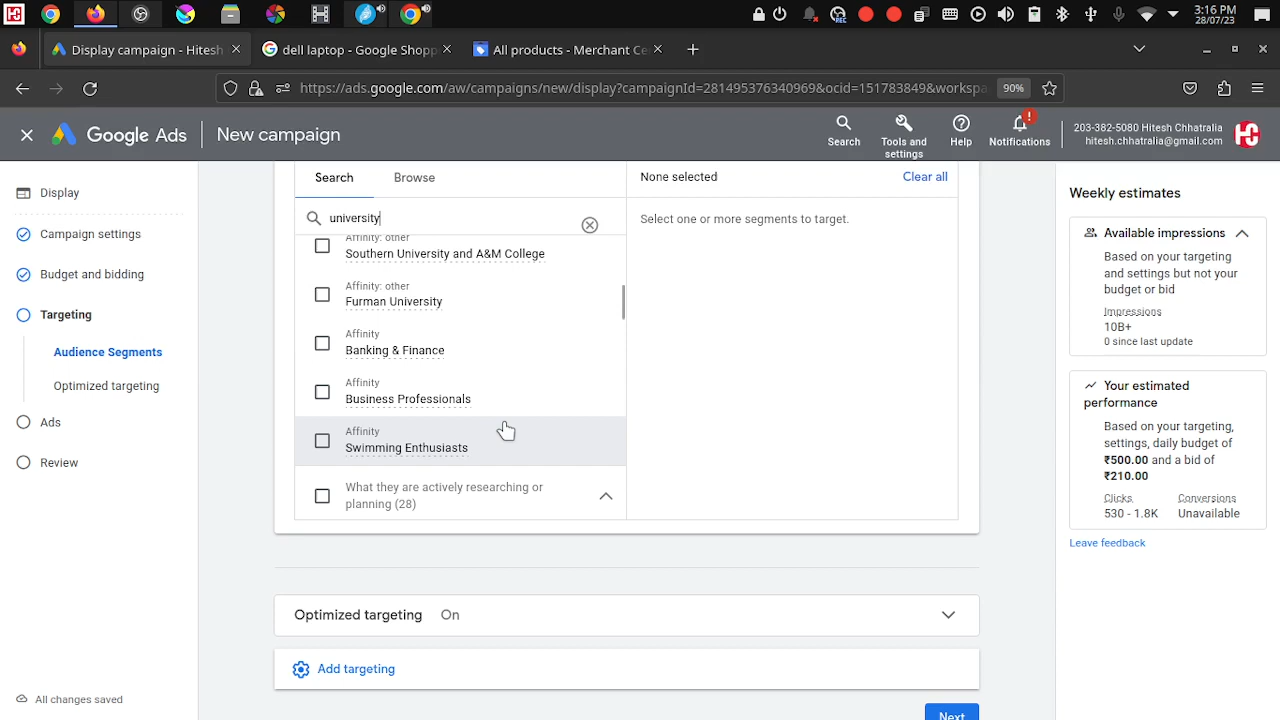 3:16 PM
28/07/23
Display campaign - Hitesh
dell laptop - Google Shopp
All products - Merchant Ce
https://ads.google.com/aw/campaigns/new/display?campaignId=281495376340969&ocid=151783849&workspa
90%
Google Ads
New campaign
Search
Tools and
settings
Help
Notifications
203-382-5080 Hitesh Chhatralia
hitesh.chhatralia@gmail.com
Display
Campaign settings
Budget and bidding
Targeting
Audience Segments
Optimized targeting
Ads
Review
All changes saved
Search
Browse
None selected
Clear all
university
Select one or more segments to target.
Affinity: other
Southern University and A&M College
Affinity: other
Furman University
Affinity
Banking & Finance
Affinity
Business Professionals
Affinity
Swimming Enthusiasts
What they are actively researching or
planning (28)
Optimized targeting On
Add targeting
Next
Weekly estimates
Available impressions
Based on your targeting
and settings but not your
budget or bid
Impressions
10B+
0 since last update
Your estimated
performance
Based on your targeting,
settings, daily budget of
₹500.00 and a bid of
₹210.00
Clicks
Conversions
530 - 1.8K
Unavailable
Leave feedback